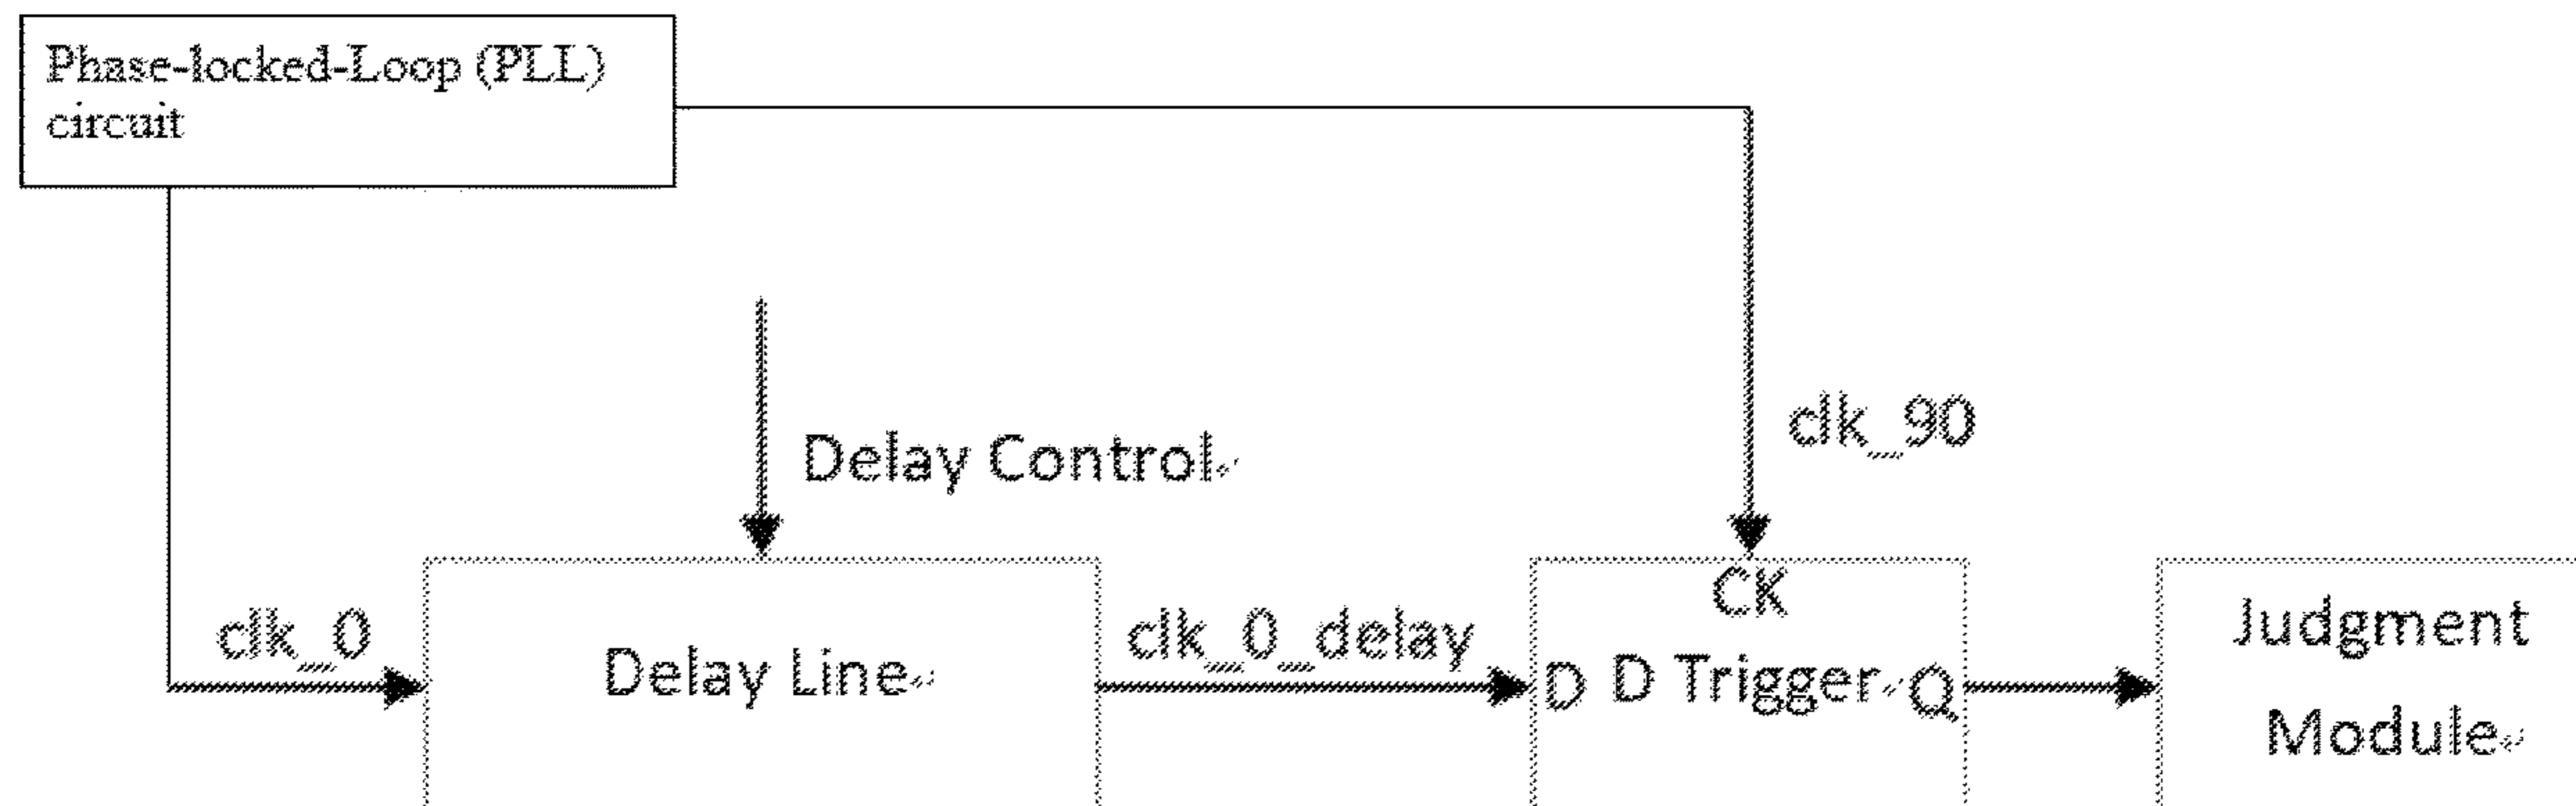 Phase-locked-Loop (PLL)
circuit
Delay Control
clk_90
clk_0
Delay Line
clk_0_delay
CK
D D Trigger Q
Judgment
Module